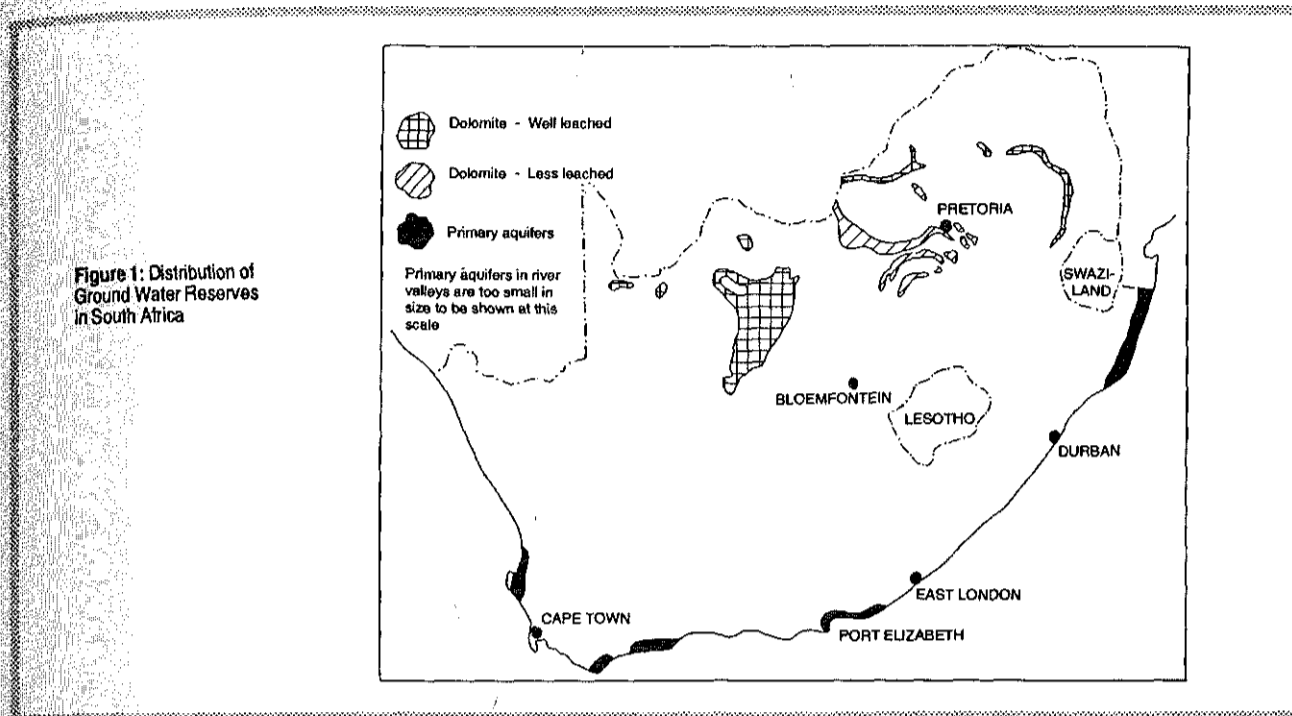 Figure 1: Distribution of
Ground Water Reserves
in South Africa
Dolomite - Well leached
Dolomite - Less leached
Primary aquifers
Primary aquifers in river
valleys are too small in
size to be shown at this
scale
PRETORIA
SWAZI-
LAND
BLOEMFONTEIN
LESOTHO
DURBAN
EAST LONDON
CAPE TOWN
PORT ELIZABETH